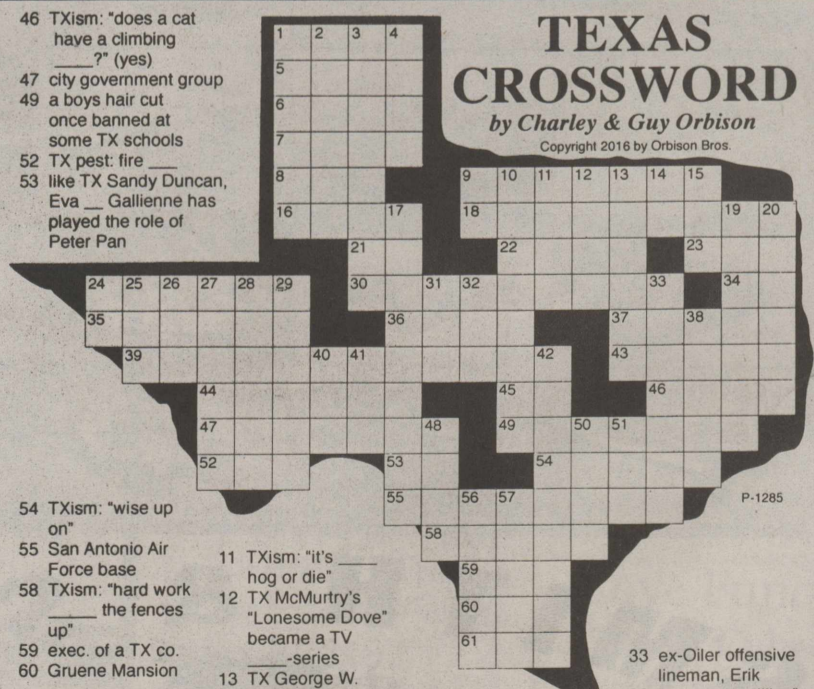 46 TXism: "does a cat
have a climbing
____?" (yes)
47 city government group
49 a boys hair cut
once banned at
some TX schools
52 TX pest: fire ___
53 like TX Sandy Duncan,
Eva __ Gallienne has
played the role of
Peter Pan
TEXAS
CROSSWORD
by Charley & Guy Orbison
Copyright 2016 by Orbison Bros.
1 2 3 4
5
6
7
8 9 10 11 12 13 14 15
16 17 18 19 20
21 22 23
24 25 26 27 28 29 30 31 32 33 34
35 36 37 38
39 40 41 42 43
44 45 46
47 48 49 50 51
52 53 54
55 56 57
P-1285
58
59
60
61
54 TXism: "wise up
on"
55 San Antonio Air
Force base
58 TXism: "hard work
_____ the fences
up"
59 exec. of a TX co.
60 Gruene Mansion
11 TXism: "it's ____
hog or die"
12 TX McMurtry's
"Lonesome Dove"
became a TV
____-series
13 TX George W.
33 ex-Oiler offensive
lineman, Erik